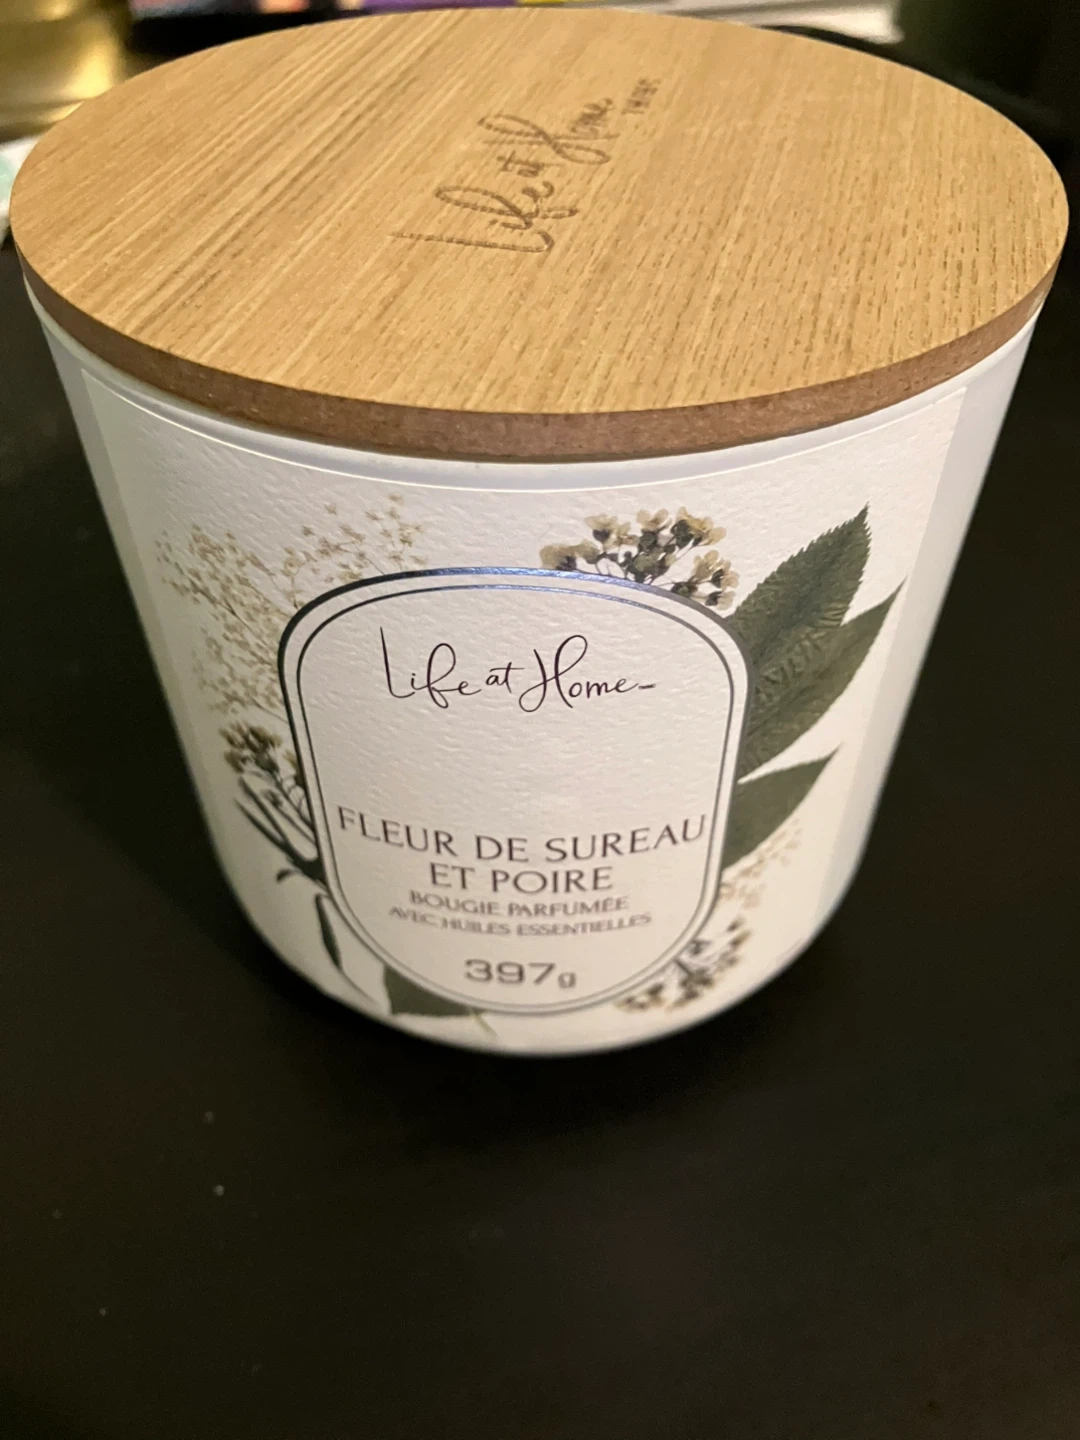 Life at Home
Life at Home
FLEUR DE SUREAU
ET POIRE
BOUGIE PARFUMÉE
AVEC HUILES ESSENTIELLES
397g